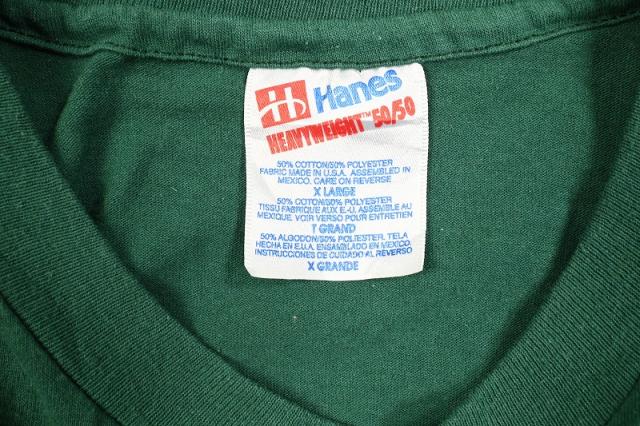 Hanes
HEAVYWEIGHT™ 50/50
50% COTTON/50% POLYESTER
FABRIC MADE IN U.S.A. ASSEMBLED IN
MEXICO. CARE ON REVERSE
X LARGE
50% COTON/50% POLYESTER
TISSU FABRIQUE AUX E.-U. ASSEMBLE AU
MEXIQUE. VOIR VERSO POUR ENTRETIEN
T GRAND
50% ALGODON/50% POLIESTER. TELA
HECHA EN E.U.A. ENSAMBLADO EN MEXICO.
INSTRUCCIONES DE CUIDADO AL REVERSO
X GRANDE